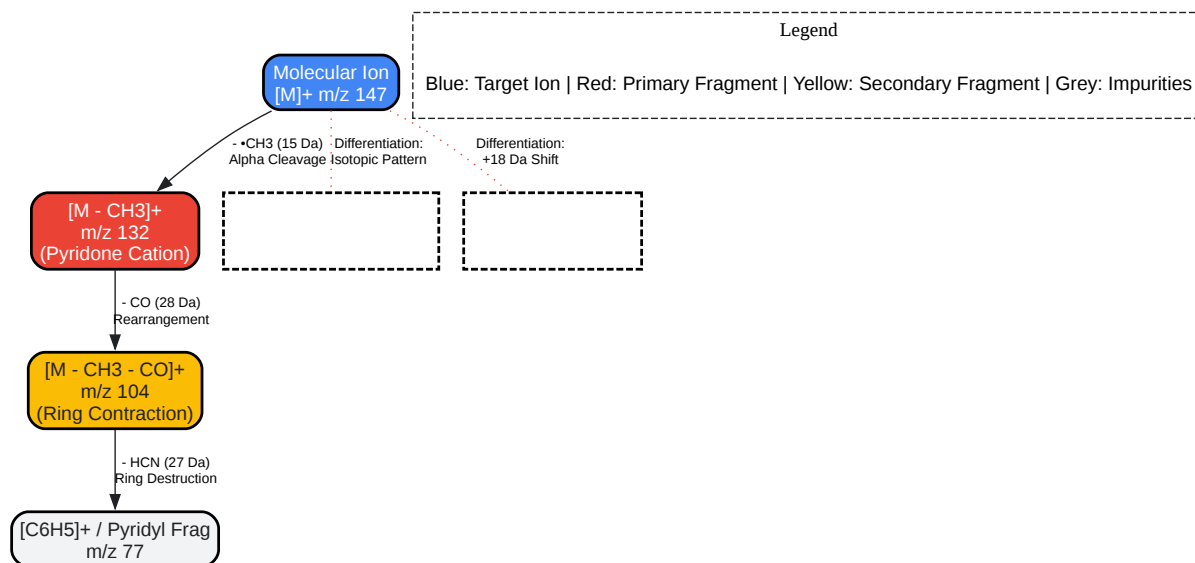 Legend
Blue: Target Ion | Red: Primary Fragment | Yellow: Secondary Fragment | Grey: Impurities
Molecular Ion
[M]+ m/z 147
- •CH3 (15 Da)
Alpha Cleavage
Differentiation:
Isotopic Pattern
Differentiation:
+18 Da Shift
[M - CH3]+
m/z 132
(Pyridone Cation)
- CO (28 Da)
Rearrangement
[M - CH3 - CO]+
m/z 104
(Ring Contraction)
- HCN (27 Da)
Ring Destruction
[C6H5]+ / Pyridyl Frag
m/z 77